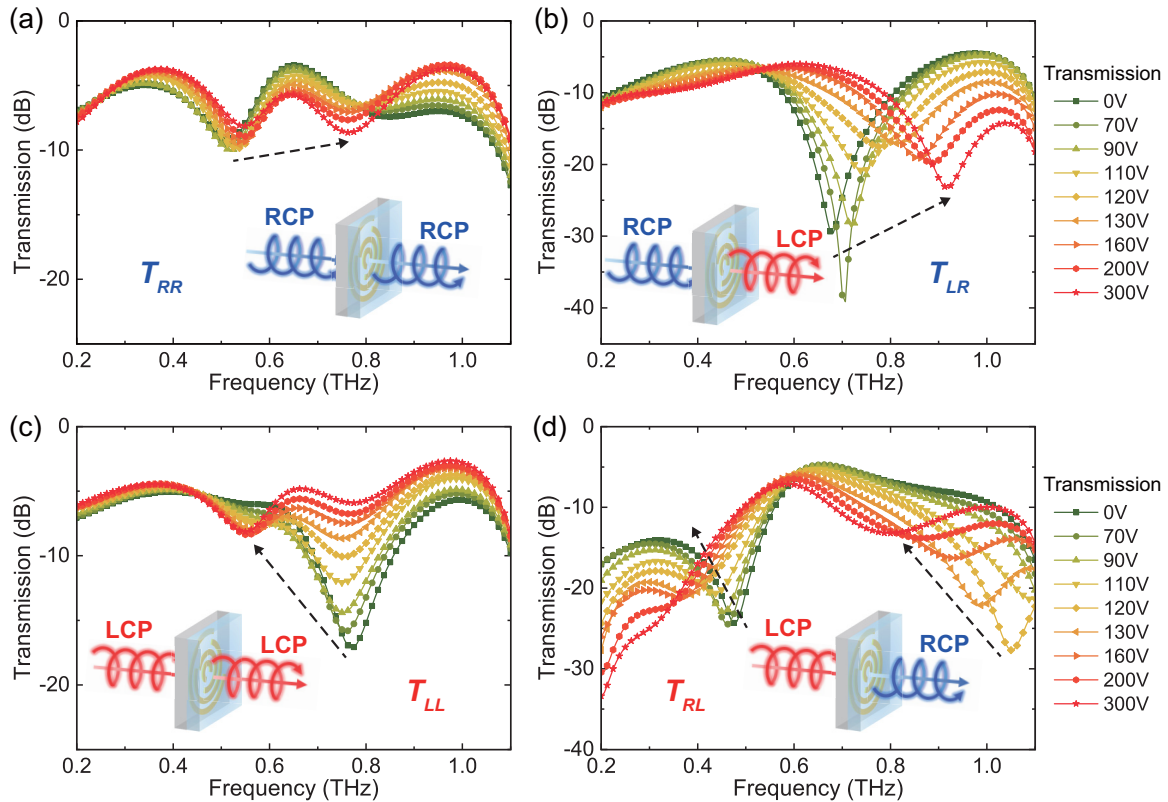 (a)
0
-10
-20
Transmission (dB)
0.2 0.4 0.6 0.8 1.0
Frequency (THz)
RCP
RCP
T_RR
(b)
0
-10
-20
-30
-40
Transmission (dB)
0.2 0.4 0.6 0.8 1.0
Frequency (THz)
RCP
LCP
T_LR
Transmission
0V
70V
90V
110V
120V
130V
160V
200V
300V
(c)
0
-10
-20
Transmission (dB)
0.2 0.4 0.6 0.8 1.0
Frequency (THz)
LCP
LCP
T_LL
(d)
0
-10
-20
-30
-40
Transmission (dB)
0.2 0.4 0.6 0.8 1.0
Frequency (THz)
LCP
RCP
T_RL
Transmission
0V
70V
90V
110V
120V
130V
160V
200V
300V